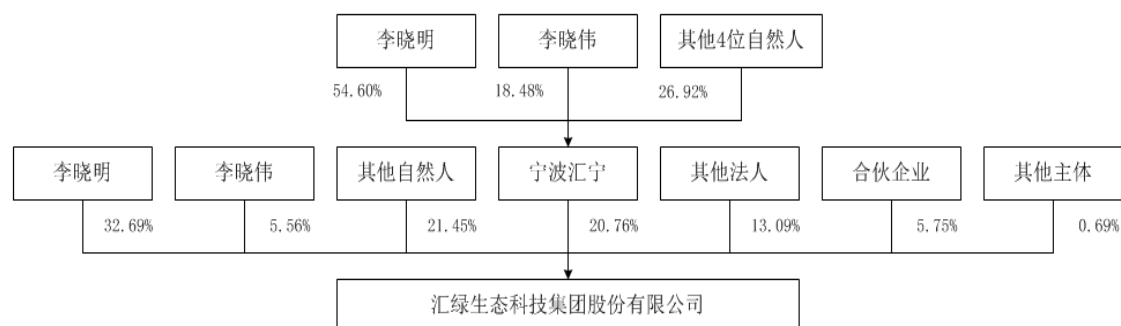 李晓明 李晓伟 其他4位自然人
54.60% 18.48% 26.92%
李晓明 李晓伟 其他自然人 宁波汇宁 其他法人 合伙企业 其他主体
32.69% 5.56% 21.45% 20.76% 13.09% 5.75% 0.69%
汇绿生态科技集团股份有限公司